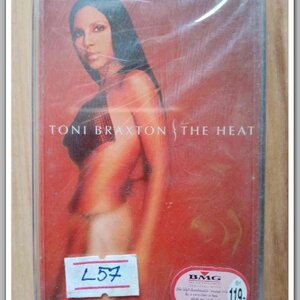 TONI BRAXTON THE HEAT
L57
BMG
119.-